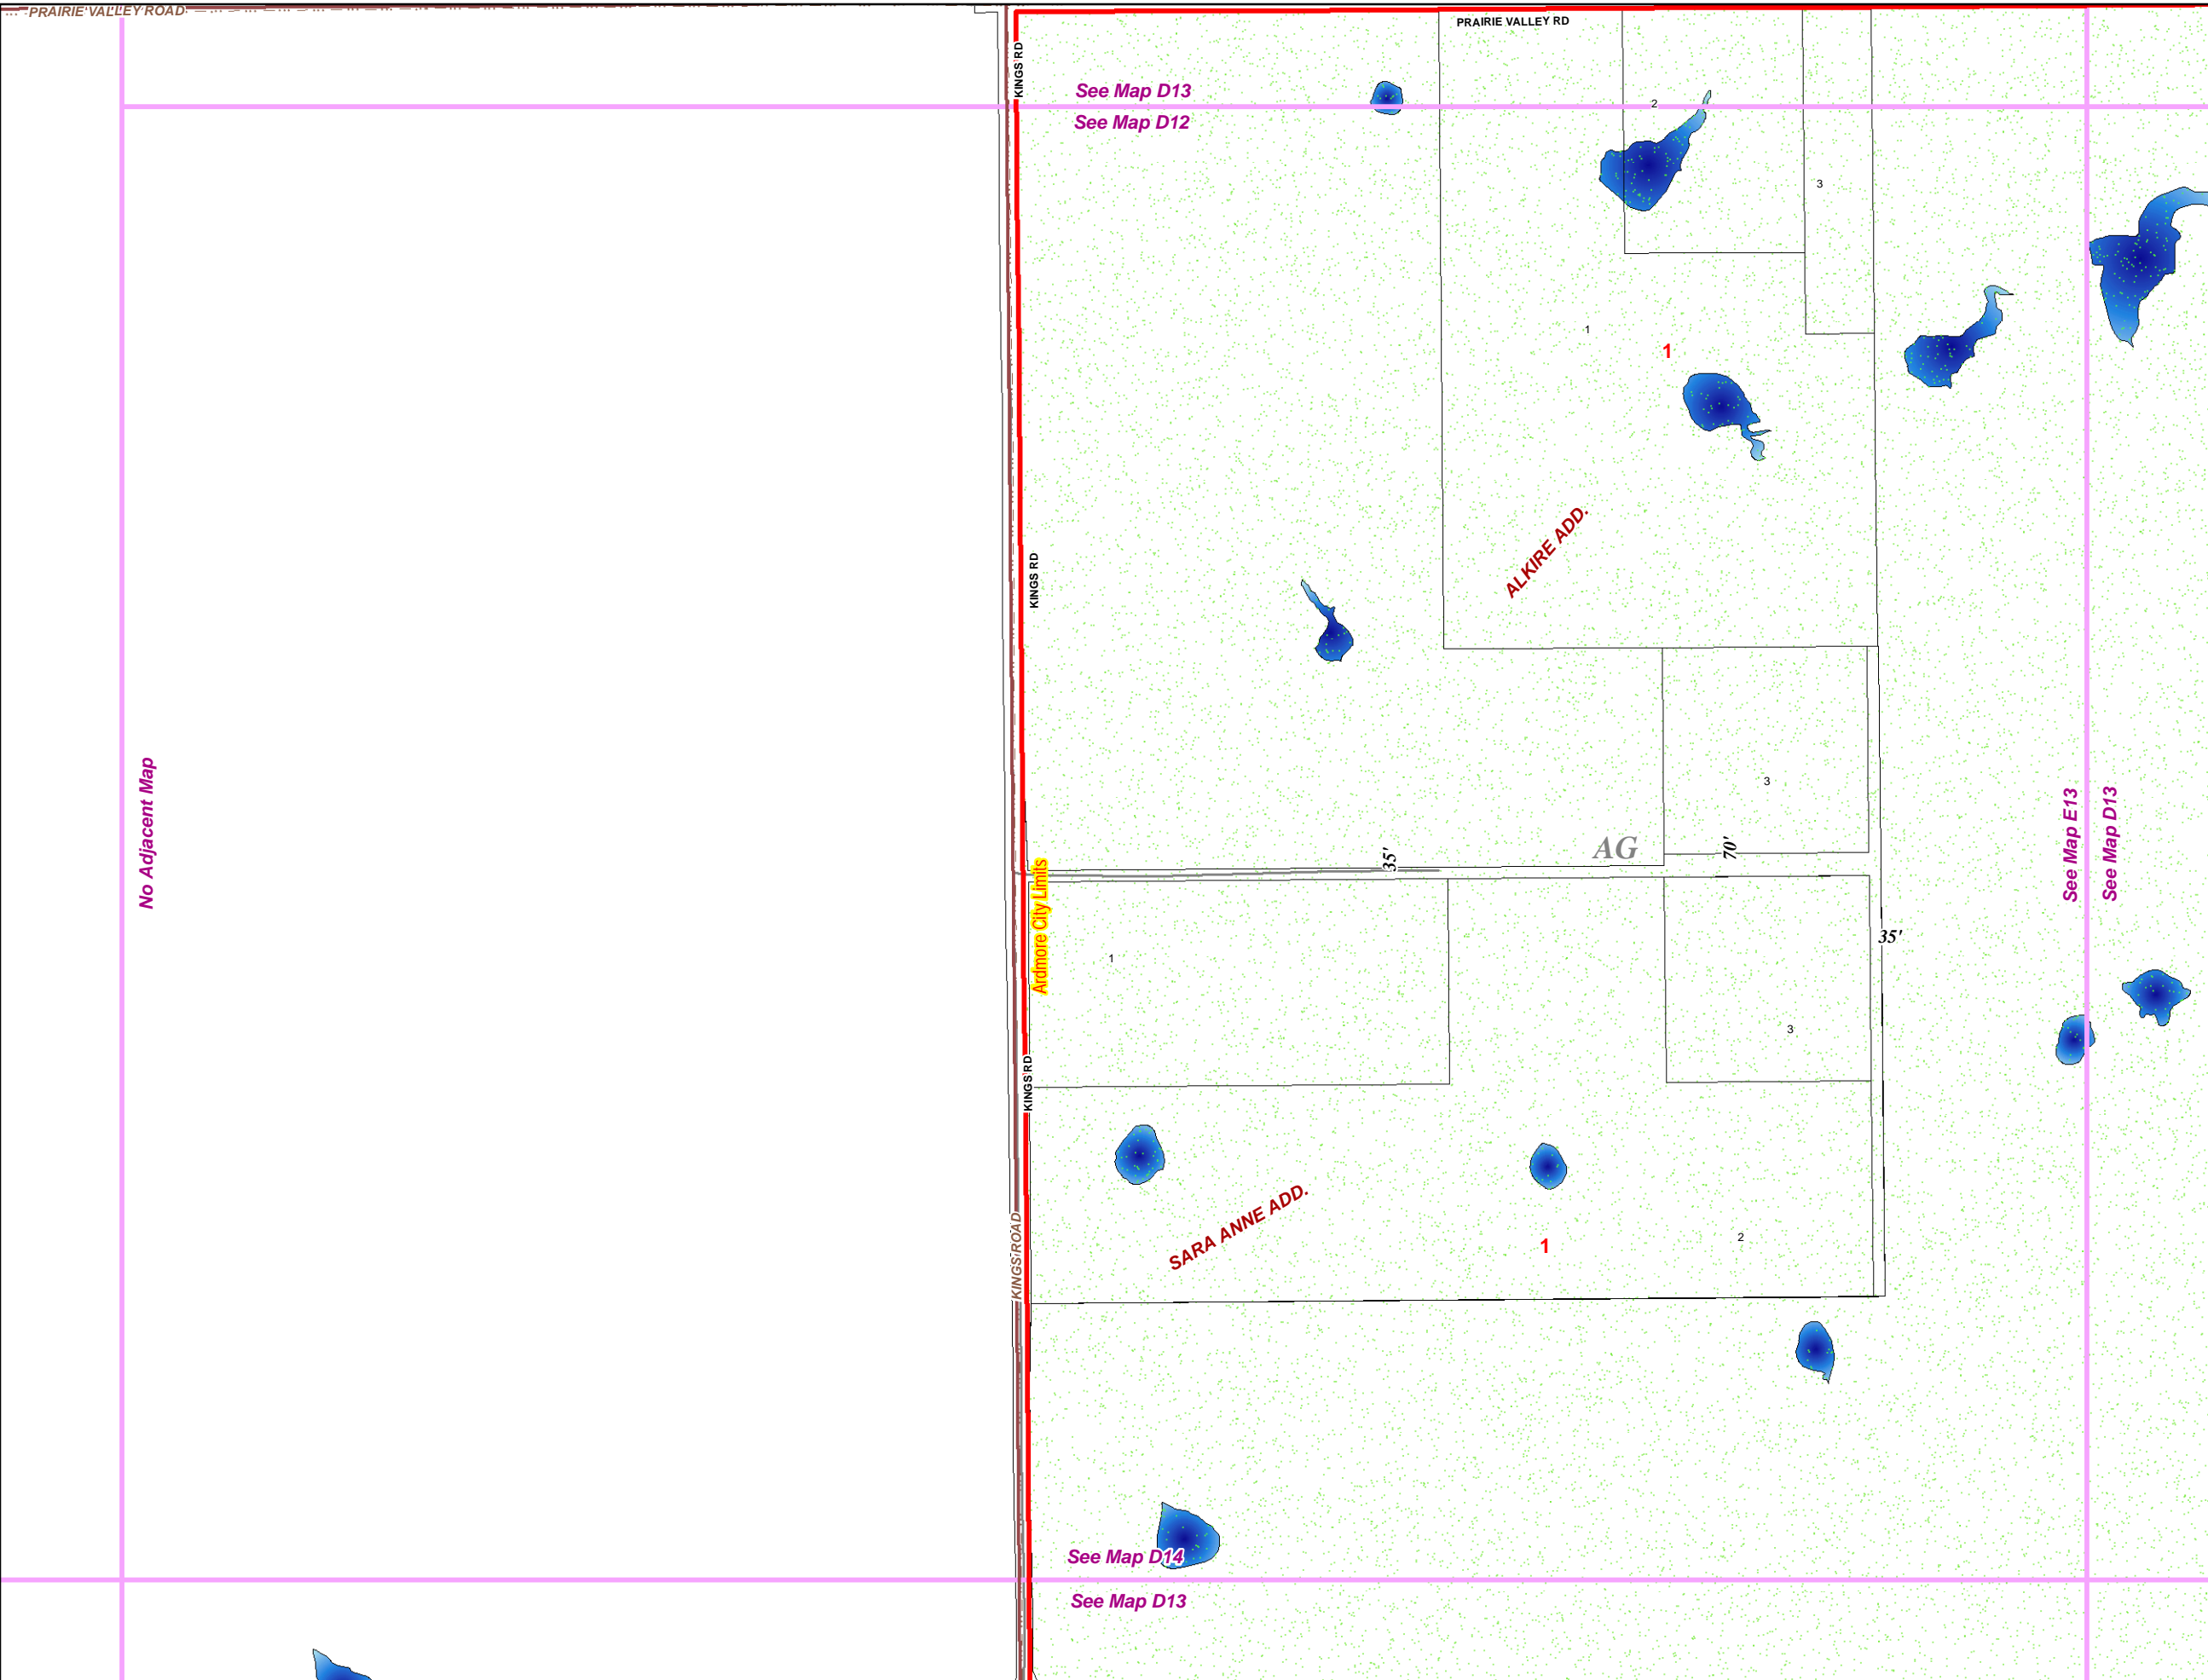 PRAIRIE VALLEY ROAD
PRAIRIE VALLEY RD
KINGS RD
See Map D13
See Map D12
2
3
1
1
ALKIRE ADD.
KINGS RD
No Adjacent Map
3
See Map E13
See Map D13
AG
35'
70'
Ardmore City Limits
35'
1
3
KINGS RD
KINGS ROAD
SARA ANNE ADD.
1
2
See Map D14
See Map D13